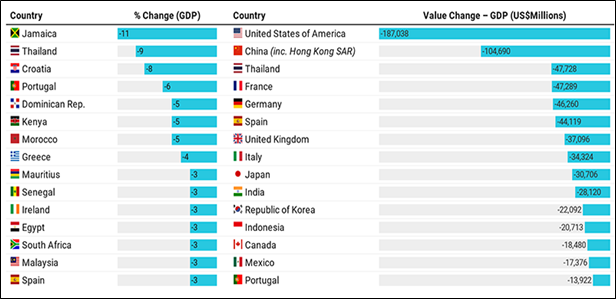 Country % Change (GDP) Country Value Change – GDP (US$Millions)
Jamaica -11 United States of America -187,038
Thailand -9 China (inc. Hong Kong SAR) -104,690
Croatia -8 Thailand -47,728
Portugal -6 France -47,289
Dominican Rep. -5 Germany -46,260
Kenya -5 Spain -44,119
Morocco -5 United Kingdom -37,096
Greece -4 Italy -34,324
Mauritius -3 Japan -30,706
Senegal -3 India -28,120
Ireland -3 Republic of Korea -22,092
Egypt -3 Indonesia -20,713
South Africa -3 Canada -18,480
Malaysia -3 Mexico -17,376
Spain -3 Portugal -13,922